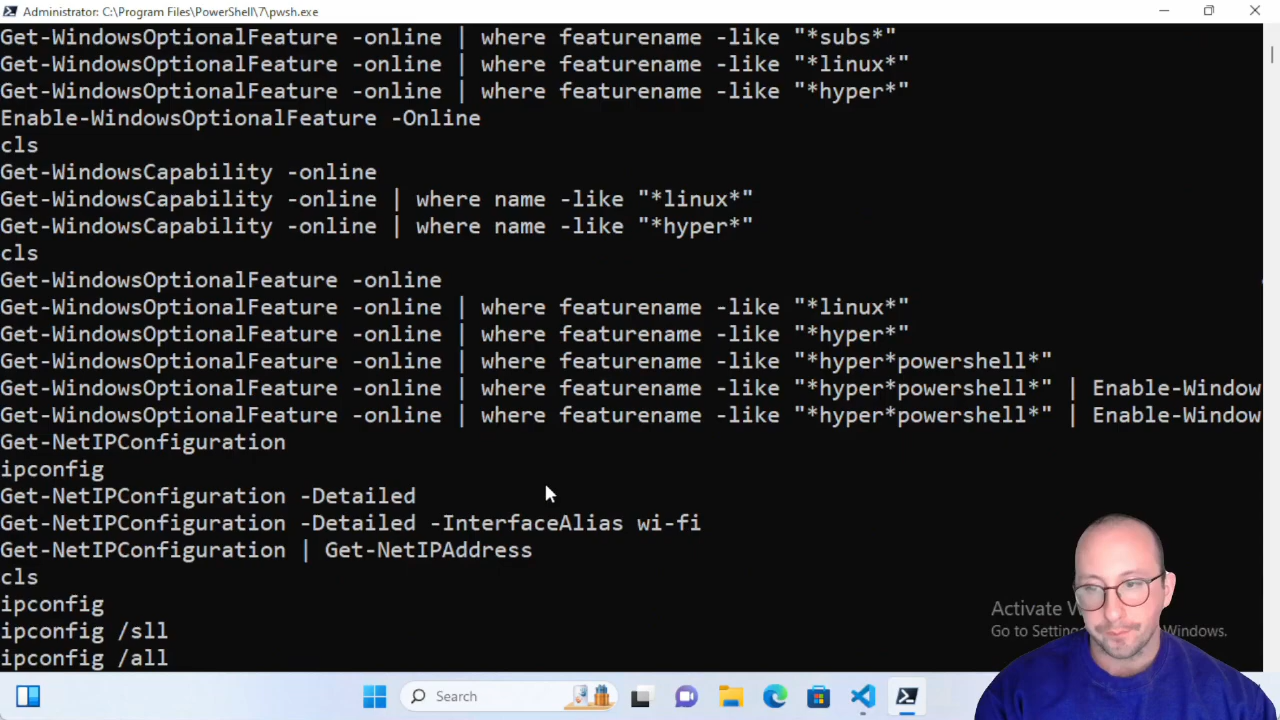 Administrator: C:\Program Files\PowerShell\7\pwsh.exe
Get-WindowsOptionalFeature -online | where featurename -like "*subs*"
Get-WindowsOptionalFeature -online | where featurename -like "*linux*"
Get-WindowsOptionalFeature -online | where featurename -like "*hyper*"
Enable-WindowsOptionalFeature -Online
cls
Get-WindowsCapability -online
Get-WindowsCapability -online | where name -like "*linux*"
Get-WindowsCapability -online | where name -like "*hyper*"
cls
Get-WindowsOptionalFeature -online
Get-WindowsOptionalFeature -online | where featurename -like "*linux*"
Get-WindowsOptionalFeature -online | where featurename -like "*hyper*"
Get-WindowsOptionalFeature -online | where featurename -like "*hyper*powershell*"
Get-WindowsOptionalFeature -online | where featurename -like "*hyper*powershell*" | Enable-Window
Get-WindowsOptionalFeature -online | where featurename -like "*hyper*powershell*" | Enable-Window
Get-NetIPConfiguration
ipconfig
Get-NetIPConfiguration -Detailed
Get-NetIPConfiguration -Detailed -InterfaceAlias wi-fi
Get-NetIPConfiguration | Get-NetIPAddress
cls
ipconfig
ipconfig /sll
ipconfig /all
Activate W
Go to Setting Windows.
Search